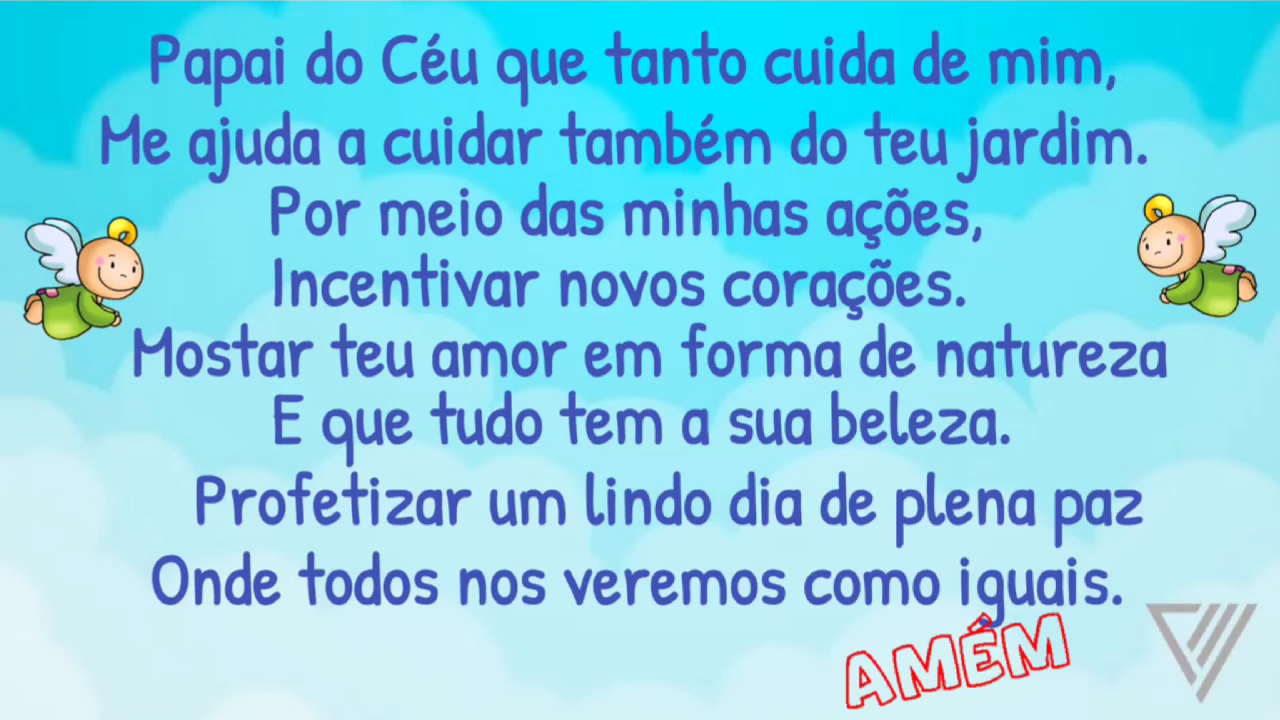 Papai do Céu que tanto cuida de mim,
Me ajuda a cuidar também do teu jardim.
Por meio das minhas ações,
Incentivar novos corações.
Mostar teu amor em forma de natureza
E que tudo tem a sua beleza.
Profetizar um lindo dia de plena paz
Onde todos nos veremos como iguais.
AMÉM